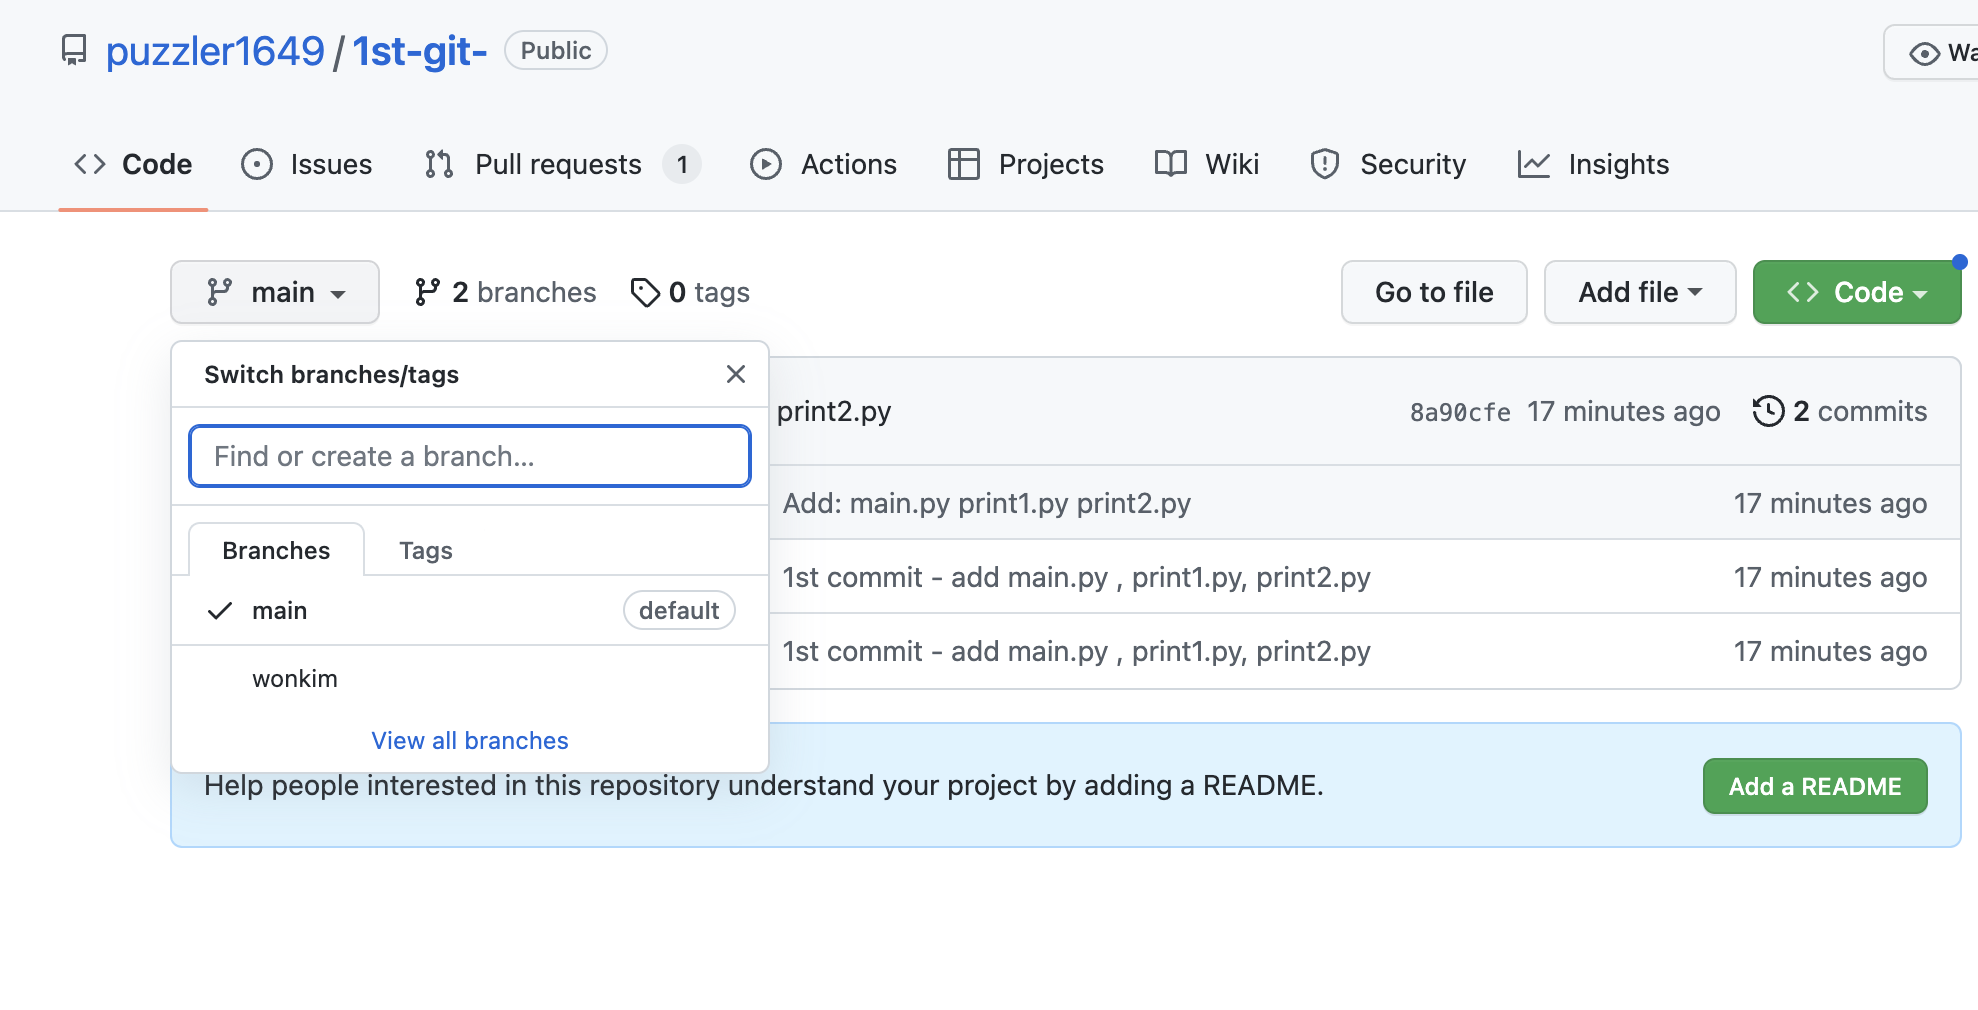 puzzler1649 / 1st-git- Public
Code Issues Pull requests 1 Actions Projects Wiki Security Insights
main 2 branches 0 tags Go to file Add file Code
Switch branches/tags
Find or create a branch...
Branches Tags
main default
wonkim
View all branches
print2.py 8a90cfe 17 minutes ago 2 commits
Add: main.py print1.py print2.py 17 minutes ago
1st commit - add main.py , print1.py, print2.py 17 minutes ago
1st commit - add main.py , print1.py, print2.py 17 minutes ago
Help people interested in this repository understand your project by adding a README. Add a README